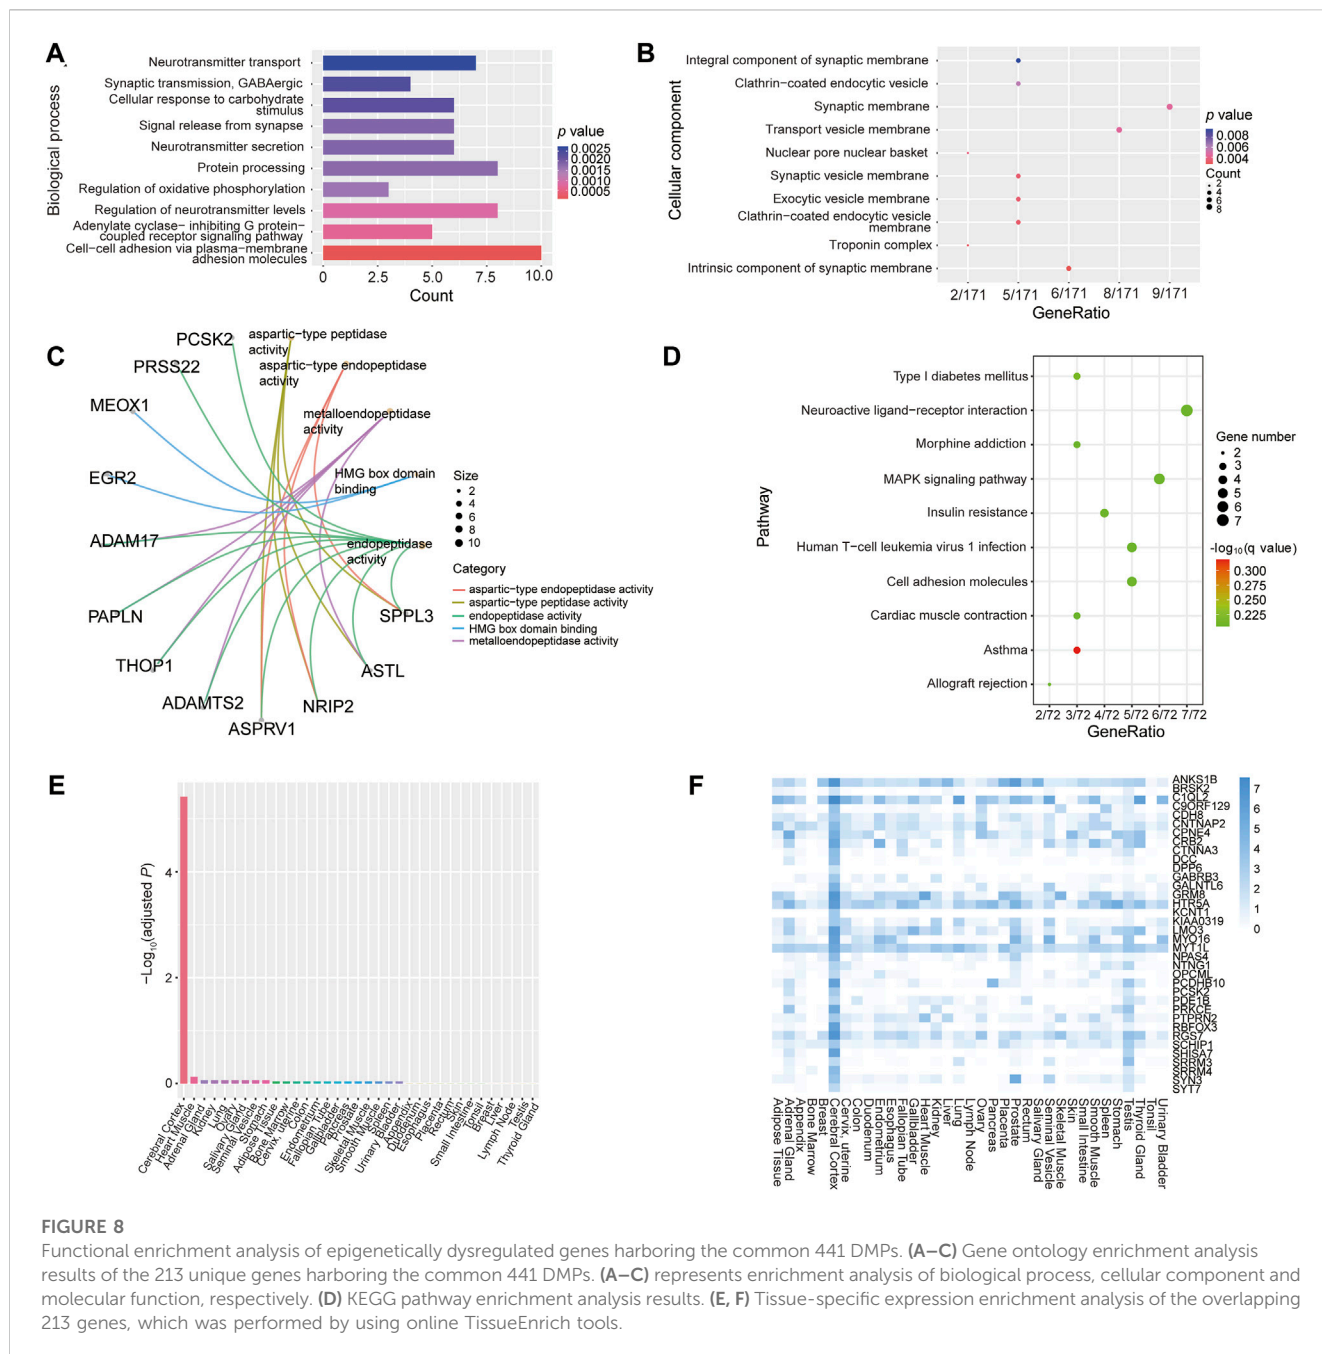 A
Biological process
Neurotransmitter transport
Synaptic transmission, GABAergic
Cellular response to carbohydrate
stimulus
Signal release from synapse
Neurotransmitter secretion
Protein processing
Regulation of oxidative phosphorylation
Regulation of neurotransmitter levels
Adenylate cyclase− inhibiting G protein−
coupled receptor signaling pathway
Cell−cell adhesion via plasma−membrane
adhesion molecules
0 2.5 5.0 7.5 10.0
Count
p value
0.0025
0.0020
0.0015
0.0010
0.0005
B
Cellular component
Integral component of synaptic membrane
Clathrin−coated endocytic vesicle
Synaptic membrane
Transport vesicle membrane
Nuclear pore nuclear basket
Synaptic vesicle membrane
Exocytic vesicle membrane
Clathrin−coated endocytic vesicle
membrane
Troponin complex
Intrinsic component of synaptic membrane
2/171 5/171 6/171 8/171 9/171
GeneRatio
p value
0.008
0.006
0.004
Count
2
4
6
8
C
PCSK2
PRSS22
MEOX1
EGR2
ADAM17
PAPLN
THOP1
ADAMTS2
ASPRV1
NRIP2
ASTL
SPPL3
aspartic−type peptidase
activity
aspartic−type endopeptidase
activity
metalloendopeptidase
activity
HMG box domain
binding
endopeptidase
activity
Size
2
4
6
8
10
Category
aspartic−type endopeptidase activity
aspartic−type peptidase activity
endopeptidase activity
HMG box domain binding
metalloendopeptidase activity
D
Pathway
Type I diabetes mellitus
Neuroactive ligand−receptor interaction
Morphine addiction
MAPK signaling pathway
Insulin resistance
Human T−cell leukemia virus 1 infection
Cell adhesion molecules
Cardiac muscle contraction
Asthma
Allograft rejection
2/72 3/72 4/72 5/72 6/72 7/72
GeneRatio
Gene number
2
3
4
5
6
7
-log10(q value)
0.300
0.275
0.250
0.225
E
−Log10(adjusted P)
4
2
0
Cerebral Cortex
Heart Muscle
Adrenal Gland
Kidney
Lung
Ovary
Salivary Gland
Seminal Vesicle
Stomach
Adipose Tissue
Bone Marrow
Cervix, uterine
Colon
Endometrium
Fallopian Tube
Gallbladder
Pancreas
Prostate
Skeletal Muscle
Smooth Muscle
Spleen
Urinary Bladder
Appendix
Duodenum
Esophagus
Placenta
Rectum
Skin
Small Intestine
Tonsil
Breast
Liver
Lymph Node
Testis
Thyroid Gland
F
ANKS1B
BRSK2
C1QL2
C9ORF129
CDH8
CNTNAP2
CPNE4
CRB2
CTNNA3
DCC
DPP6
GABRB3
GALNTL6
GRM8
HTR5A
KCNT1
KIAA0319
LMO3
MYO16
MYT1L
NPAS4
NTNG1
OPCML
PCDHB10
PCSK2
PDE1B
PRKCE
PTPRN2
RBFOX3
RGS7
SCHIP1
SHISA7
SRRM3
SRRM4
SYN3
SYT7
7
6
5
4
3
2
1
0
Adipose Tissue
Adrenal Gland
Appendix
Bone Marrow
Breast
Cerebral Cortex
Cervix, uterine
Colon
Duodenum
Endometrium
Esophagus
Fallopian Tube
Gallbladder
Heart Muscle
Kidney
Liver
Lung
Lymph Node
Ovary
Pancreas
Placenta
Prostate
Rectum
Salivary Gland
Seminal Vesicle
Skeletal Muscle
Skin
Small Intestine
Smooth Muscle
Spleen
Stomach
Testis
Thyroid Gland
Tonsil
Urinary Bladder
FIGURE 8
Functional enrichment analysis of epigenetically dysregulated genes harboring the common 441 DMPs. (A–C) Gene ontology enrichment analysis
results of the 213 unique genes harboring the common 441 DMPs. (A–C) represents enrichment analysis of biological process, cellular component and
molecular function, respectively. (D) KEGG pathway enrichment analysis results. (E, F) Tissue-specific expression enrichment analysis of the overlapping
213 genes, which was performed by using online TissueEnrich tools.